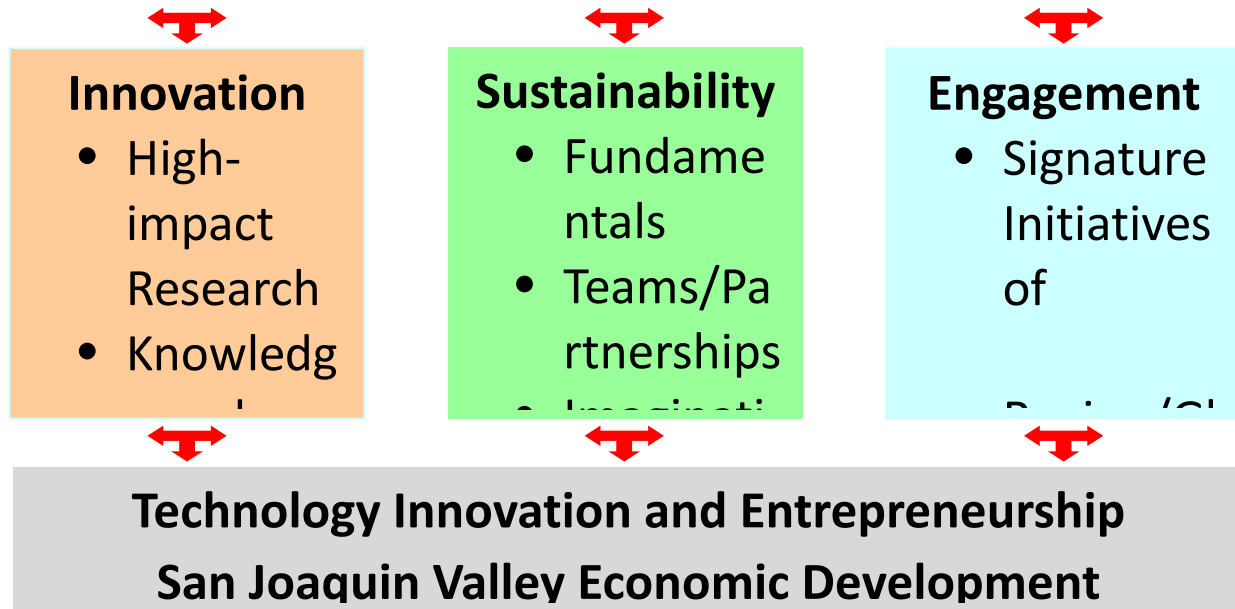 Innovation
• High-
impact
Research
• Knowledg
Sustainability
• Fundame
ntals
• Teams/Pa
rtnerships
Engagement
• Signature
Initiatives
of
Technology Innovation and Entrepreneurship
San Joaquin Valley Economic Development